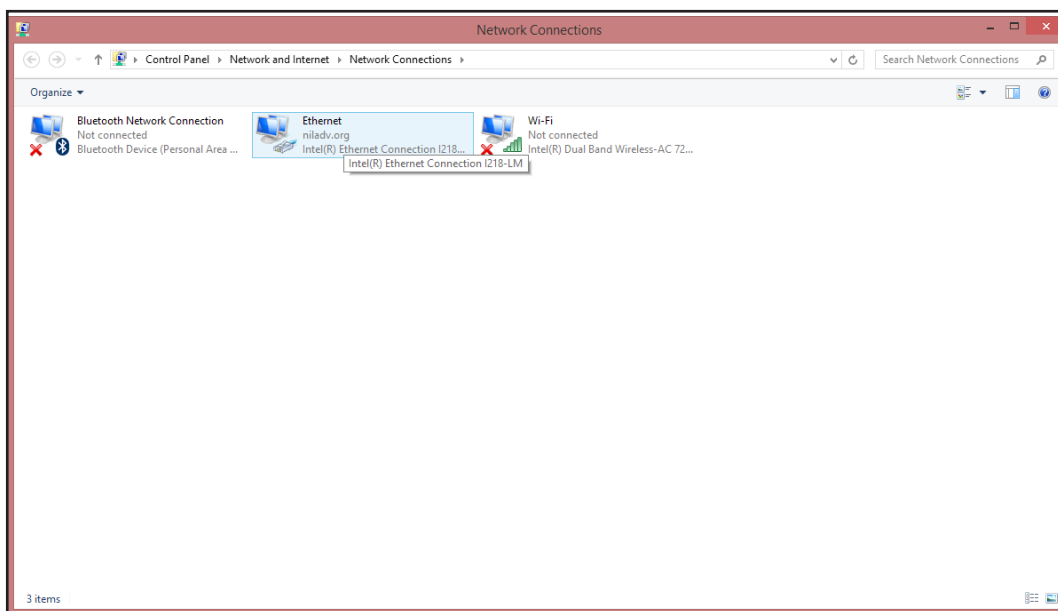 Network Connections
Control Panel Network and Internet Network Connections
Search Network Connections
Organize
Bluetooth Network Connection
Not connected
Bluetooth Device (Personal Area ...
Ethernet
niladv.org
Intel(R) Ethernet Connection I218...
Intel(R) Ethernet Connection I218-LM
Wi-Fi
Not connected
Intel(R) Dual Band Wireless-AC 72...
3 items